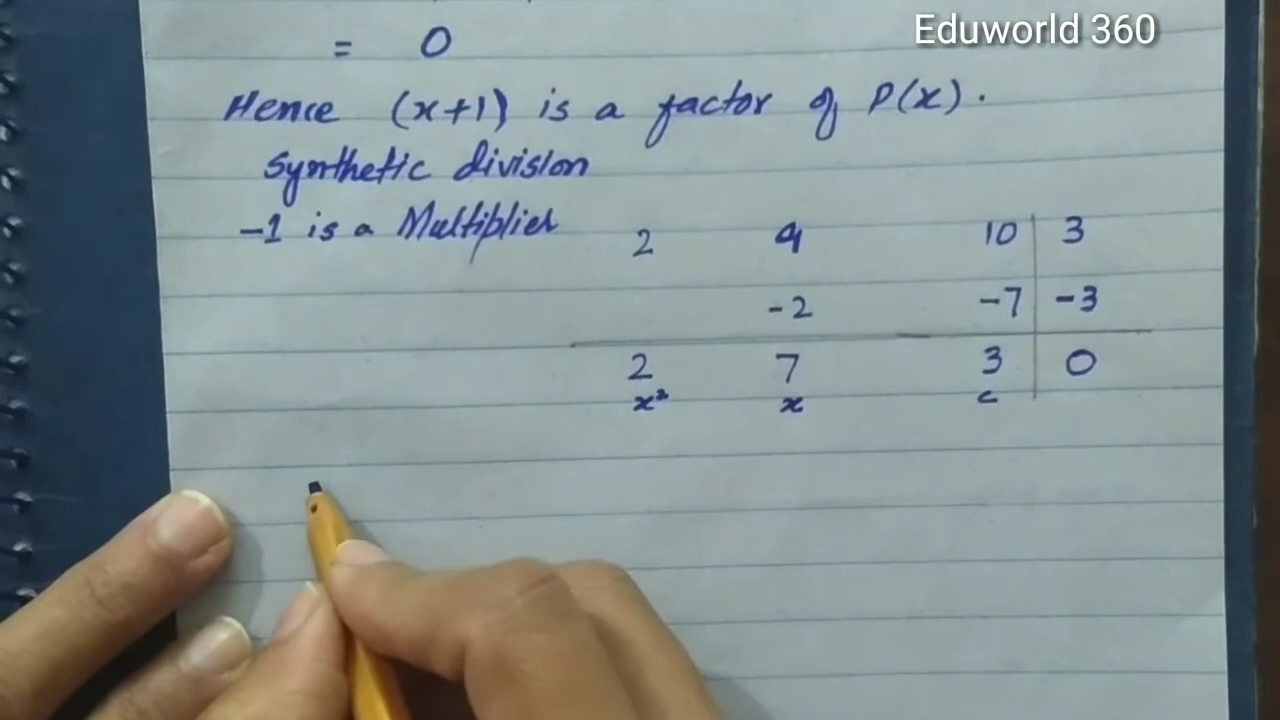 Eduworld 360
= 0
Hence (x+1) is a factor of P(x).
Synthetic division
-1 is a Multiplier
2 9 10 3
-2 -7 -3
2 7 3 0
x² x c